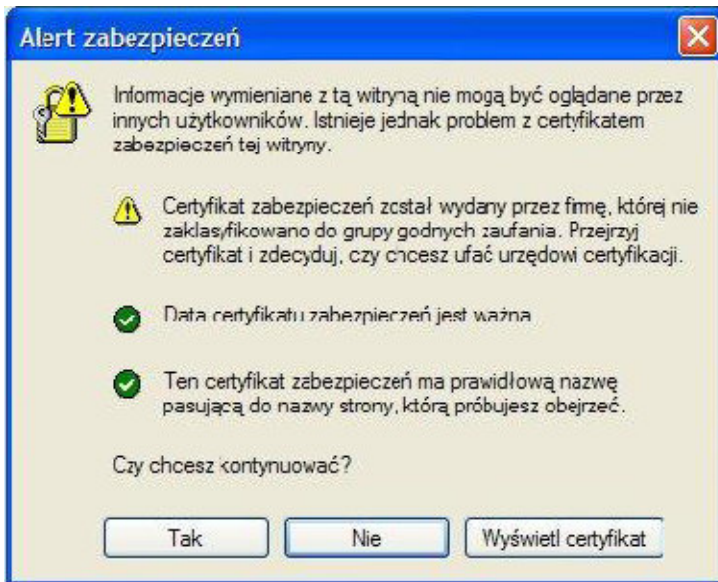 Alert zabezpieczeń
Informacje wymieniane z tą witryną nie mogą być oglądane przez
innych użytkowników. Istnieje jednak problem z certyfikatem
zabezpieczeń tej witryny.
Certyfikat zabezpieczeń został wydany przez firmę, której nie
zaklasyfikowano do grupy godnych zaufania. Przejrzyj
certyfikat i zdecyduj, czy chcesz ufać urzędowi certyfikacji.
Data certyfikatu zabezpieczeń jest ważna
Ten certyfikat zabezpieczeń ma prawidłową nazwę
pasującą do nazwy strony, którą próbujesz obejrzeć.
Czy chcesz kontynuować?
Tak Nie Wyświetl certyfikat